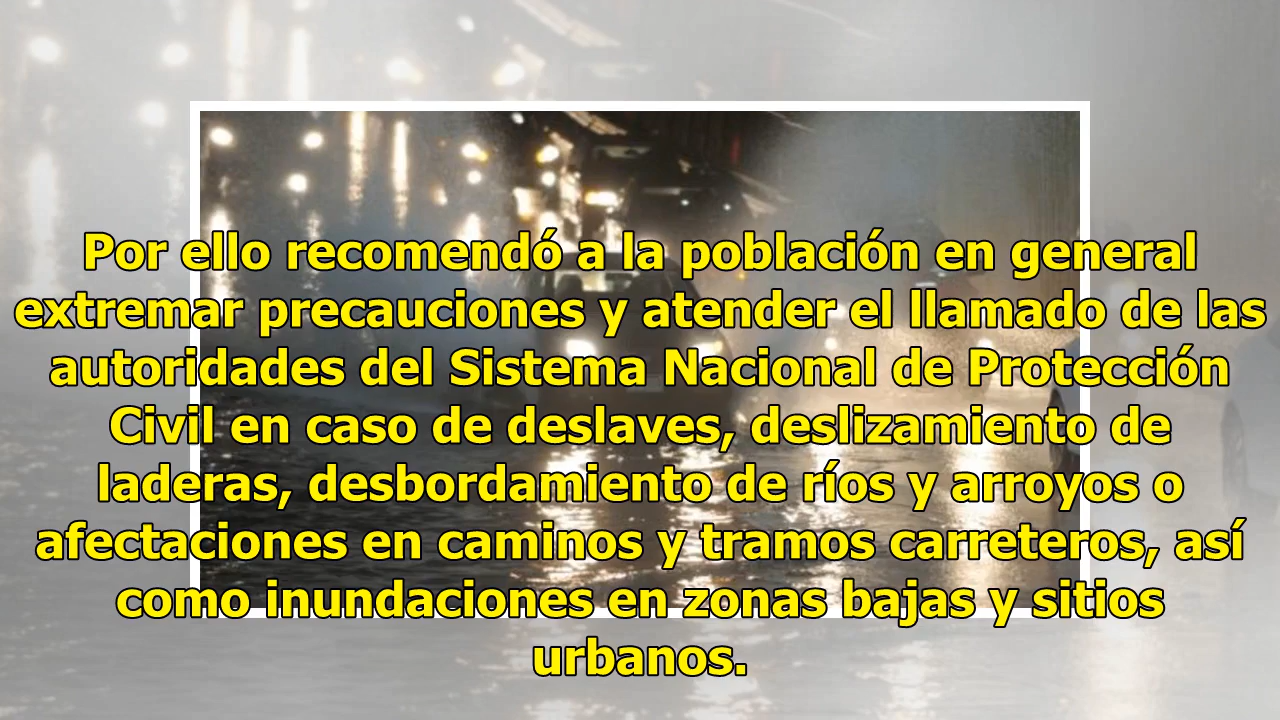 Por ello recomendó a la población en general
extremar precauciones y atender el llamado de las
autoridades del Sistema Nacional de Protección
Civil en caso de deslaves, deslizamiento de
laderas, desbordamiento de ríos y arroyos o
afectaciones en caminos y tramos carreteros, así
como inundaciones en zonas bajas y sitios
urbanos.